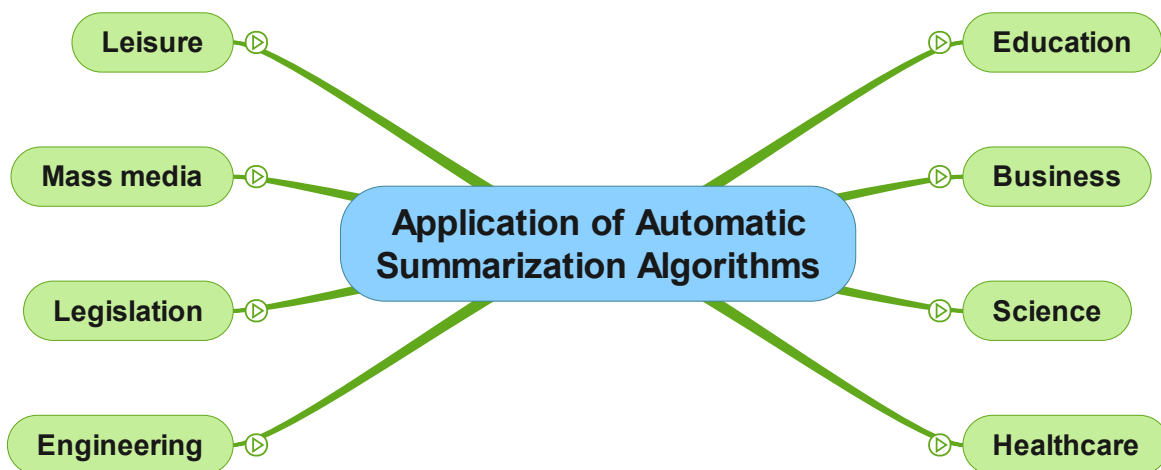 Leisure
Education
Mass media
Business
Application of Automatic
Summarization Algorithms
Legislation
Science
Engineering
Healthcare